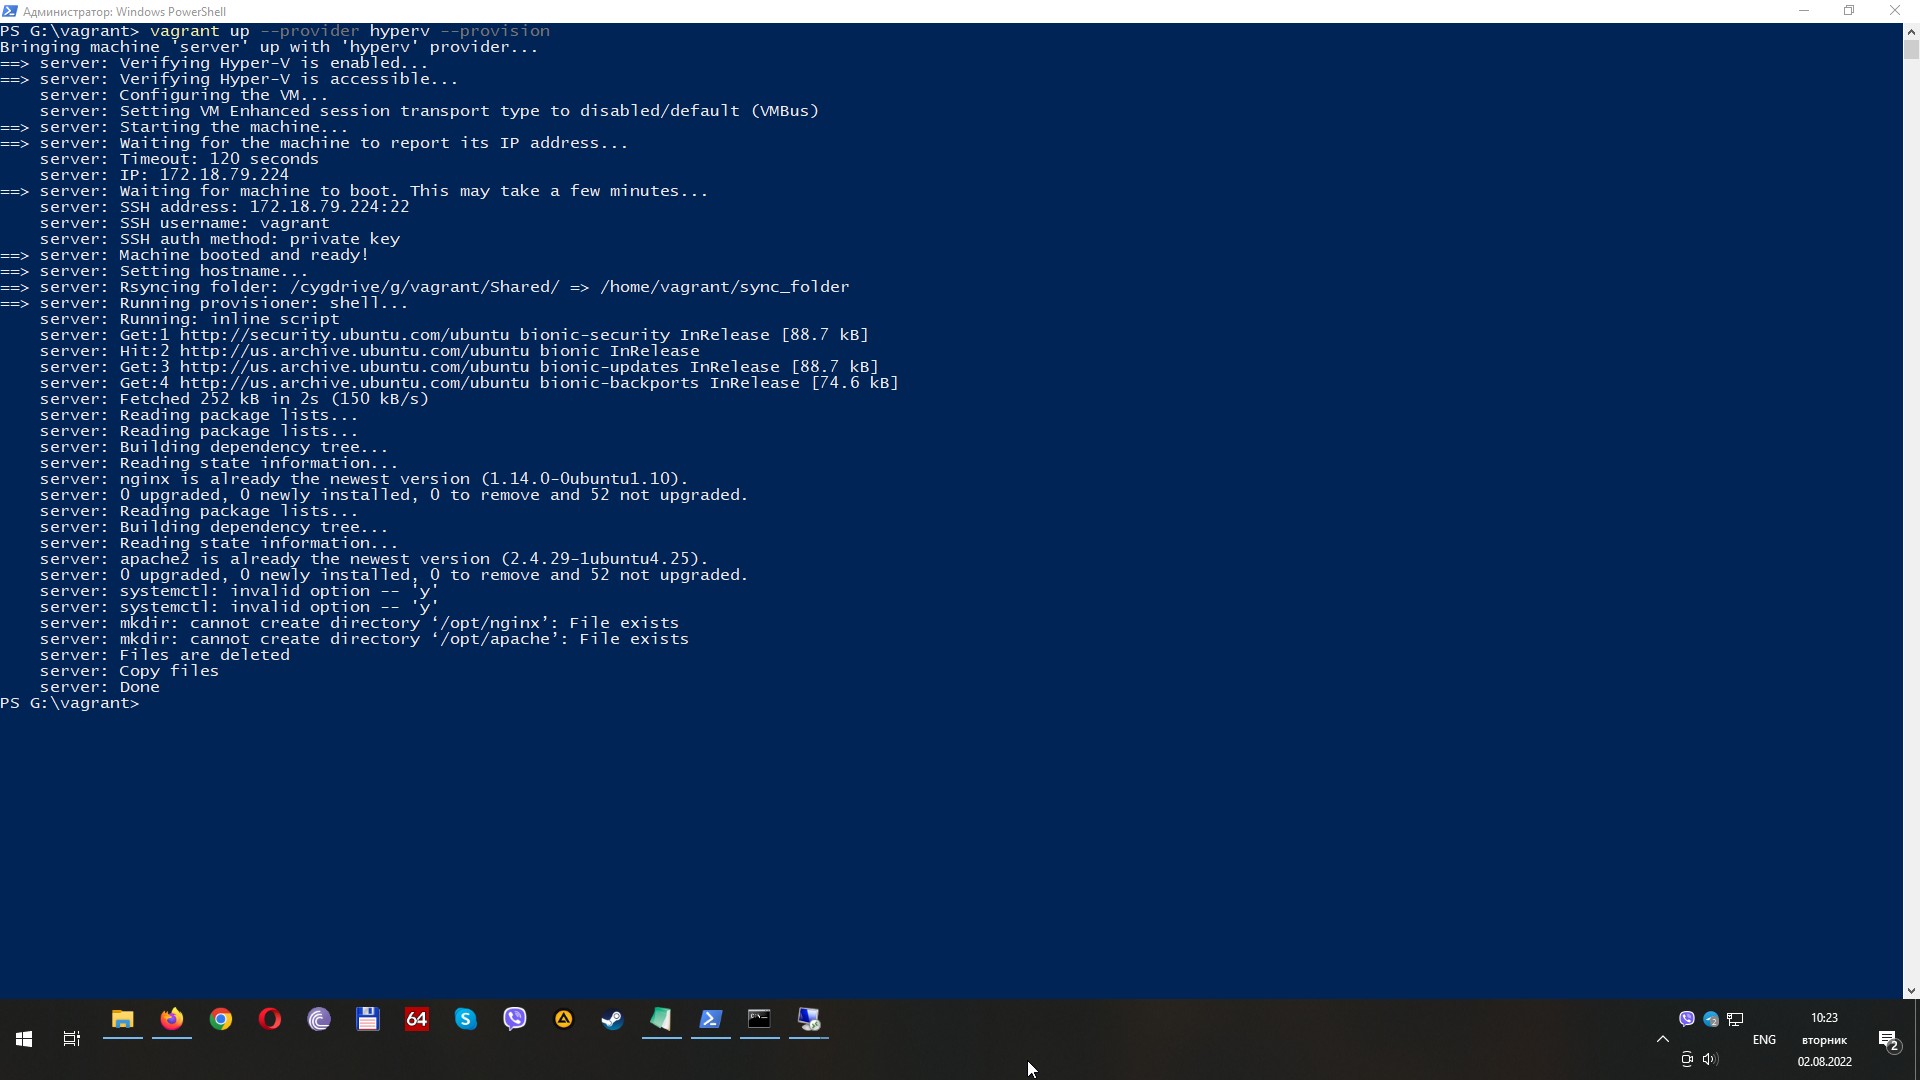 Администратор: Windows PowerShell
PS G:\vagrant> vagrant up --provider hyperv --provision
Bringing machine 'server' up with 'hyperv' provider...
==> server: Verifying Hyper-V is enabled...
==> server: Verifying Hyper-V is accessible...
    server: Configuring the VM...
    server: Setting VM Enhanced session transport type to disabled/default (VMBus)
==> server: Starting the machine...
==> server: Waiting for the machine to report its IP address...
    server: Timeout: 120 seconds
    server: IP: 172.18.79.224
==> server: Waiting for machine to boot. This may take a few minutes...
    server: SSH address: 172.18.79.224:22
    server: SSH username: vagrant
    server: SSH auth method: private key
==> server: Machine booted and ready!
==> server: Setting hostname...
==> server: Rsyncing folder: /cygdrive/g/vagrant/Shared/ => /home/vagrant/sync_folder
==> server: Running provisioner: shell...
    server: Running: inline script
    server: Get:1 http://security.ubuntu.com/ubuntu bionic-security InRelease [88.7 kB]
    server: Hit:2 http://us.archive.ubuntu.com/ubuntu bionic InRelease
    server: Get:3 http://us.archive.ubuntu.com/ubuntu bionic-updates InRelease [88.7 kB]
    server: Get:4 http://us.archive.ubuntu.com/ubuntu bionic-backports InRelease [74.6 kB]
    server: Fetched 252 kB in 2s (150 kB/s)
    server: Reading package lists...
    server: Reading package lists...
    server: Building dependency tree...
    server: Reading state information...
    server: nginx is already the newest version (1.14.0-0ubuntu1.10).
    server: 0 upgraded, 0 newly installed, 0 to remove and 52 not upgraded.
    server: Reading package lists...
    server: Building dependency tree...
    server: Reading state information...
    server: apache2 is already the newest version (2.4.29-1ubuntu4.25).
    server: 0 upgraded, 0 newly installed, 0 to remove and 52 not upgraded.
    server: systemctl: invalid option -- 'y'
    server: systemctl: invalid option -- 'y'
    server: mkdir: cannot create directory ‘/opt/nginx’: File exists
    server: mkdir: cannot create directory ‘/opt/apache’: File exists
    server: Files are deleted
    server: Copy files
    server: Done
PS G:\vagrant>
64
ENG
10:23
вторник
02.08.2022
2